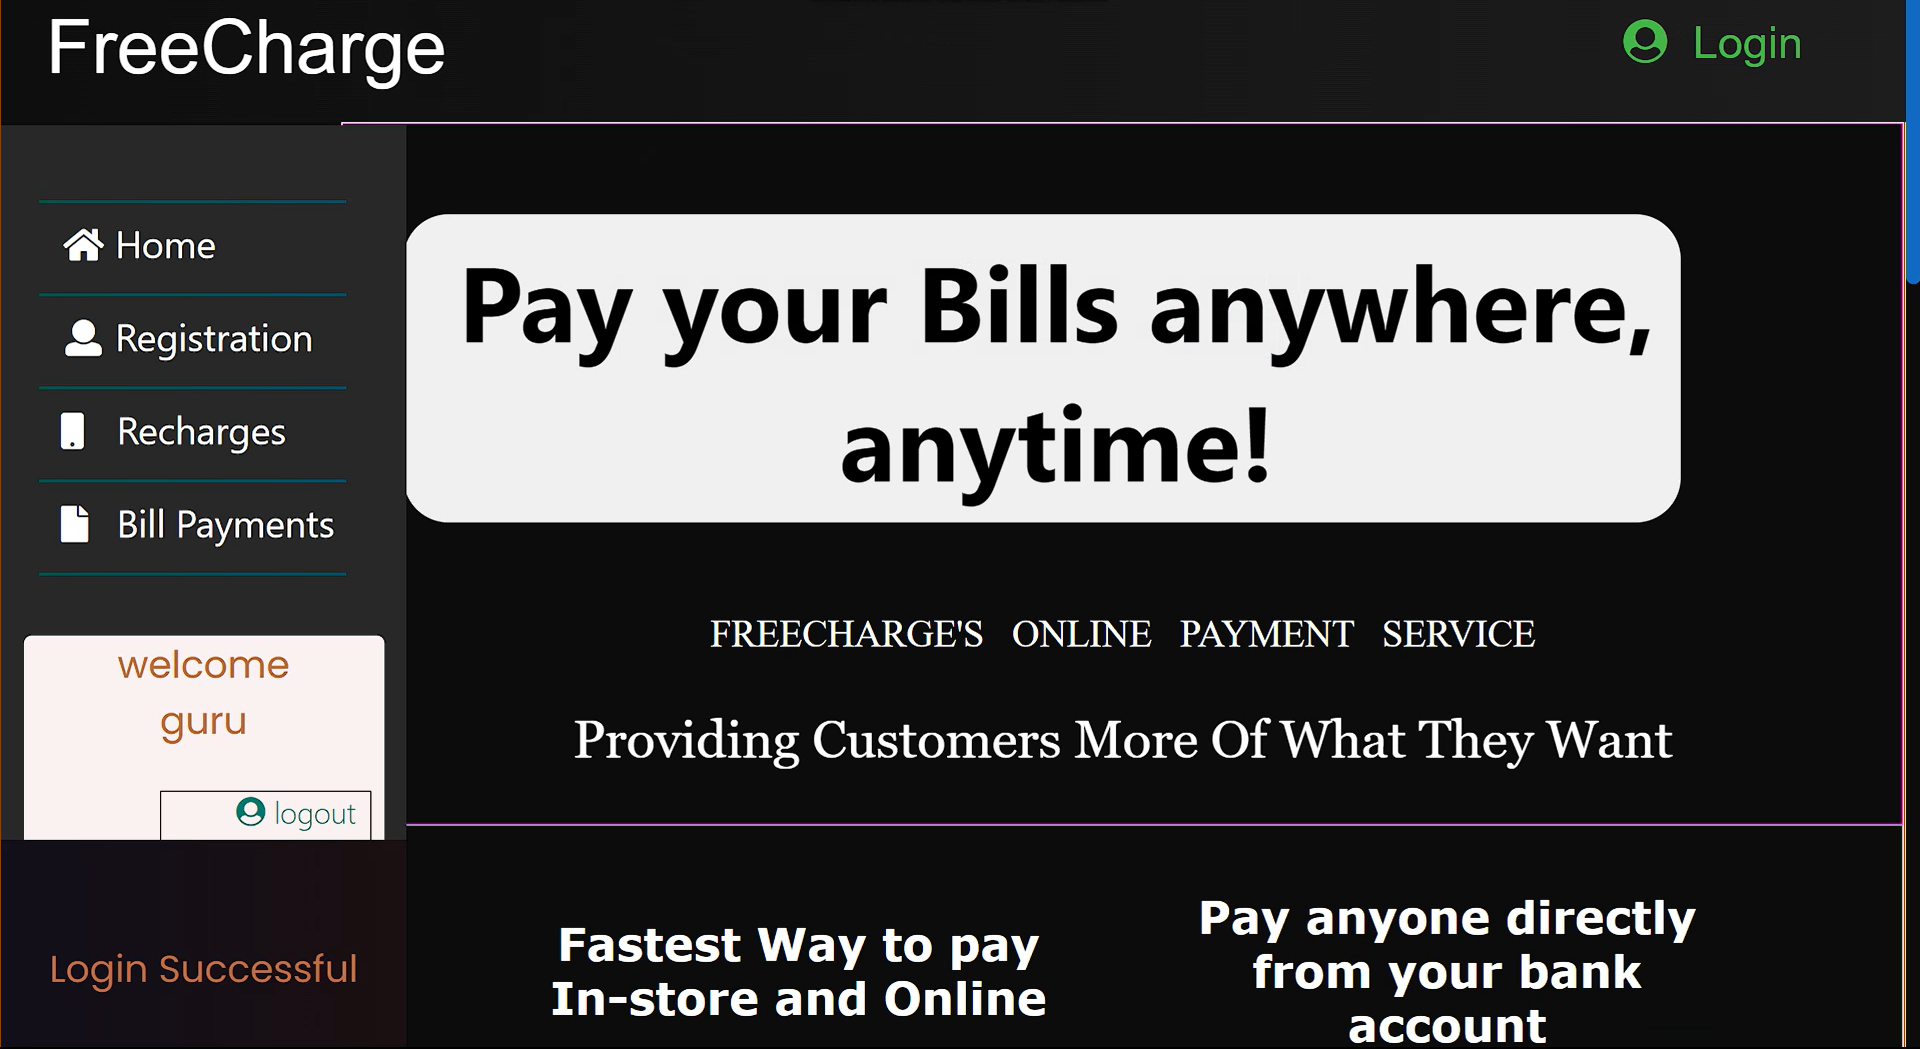 FreeCharge
Login
Home
Registration
Recharges
Bill Payments
welcome
guru
logout
Login Successful
Pay your Bills anywhere,
anytime!
FREECHARGE'S ONLINE PAYMENT SERVICE
Providing Customers More Of What They Want
Fastest Way to pay
In-store and Online
Pay anyone directly
from your bank
account